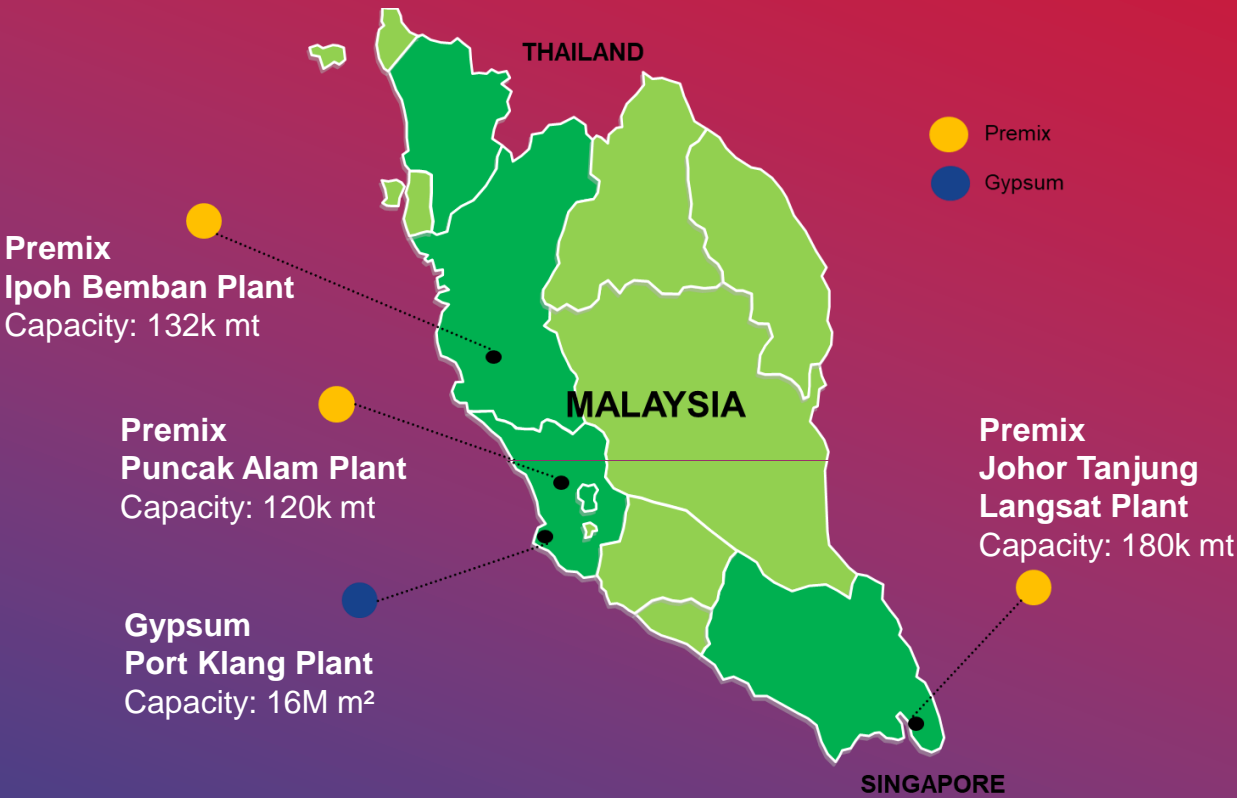 THAILAND
Premix
Gypsum
Premix
Ipoh Bemban Plant
Capacity: 132k mt
MALAYSIA
Premix
Puncak Alam Plant
Capacity: 120k mt
Premix
Johor Tanjung
Langsat Plant
Capacity: 180k mt
Gypsum
Port Klang Plant
Capacity: 16M m²
SINGAPORE